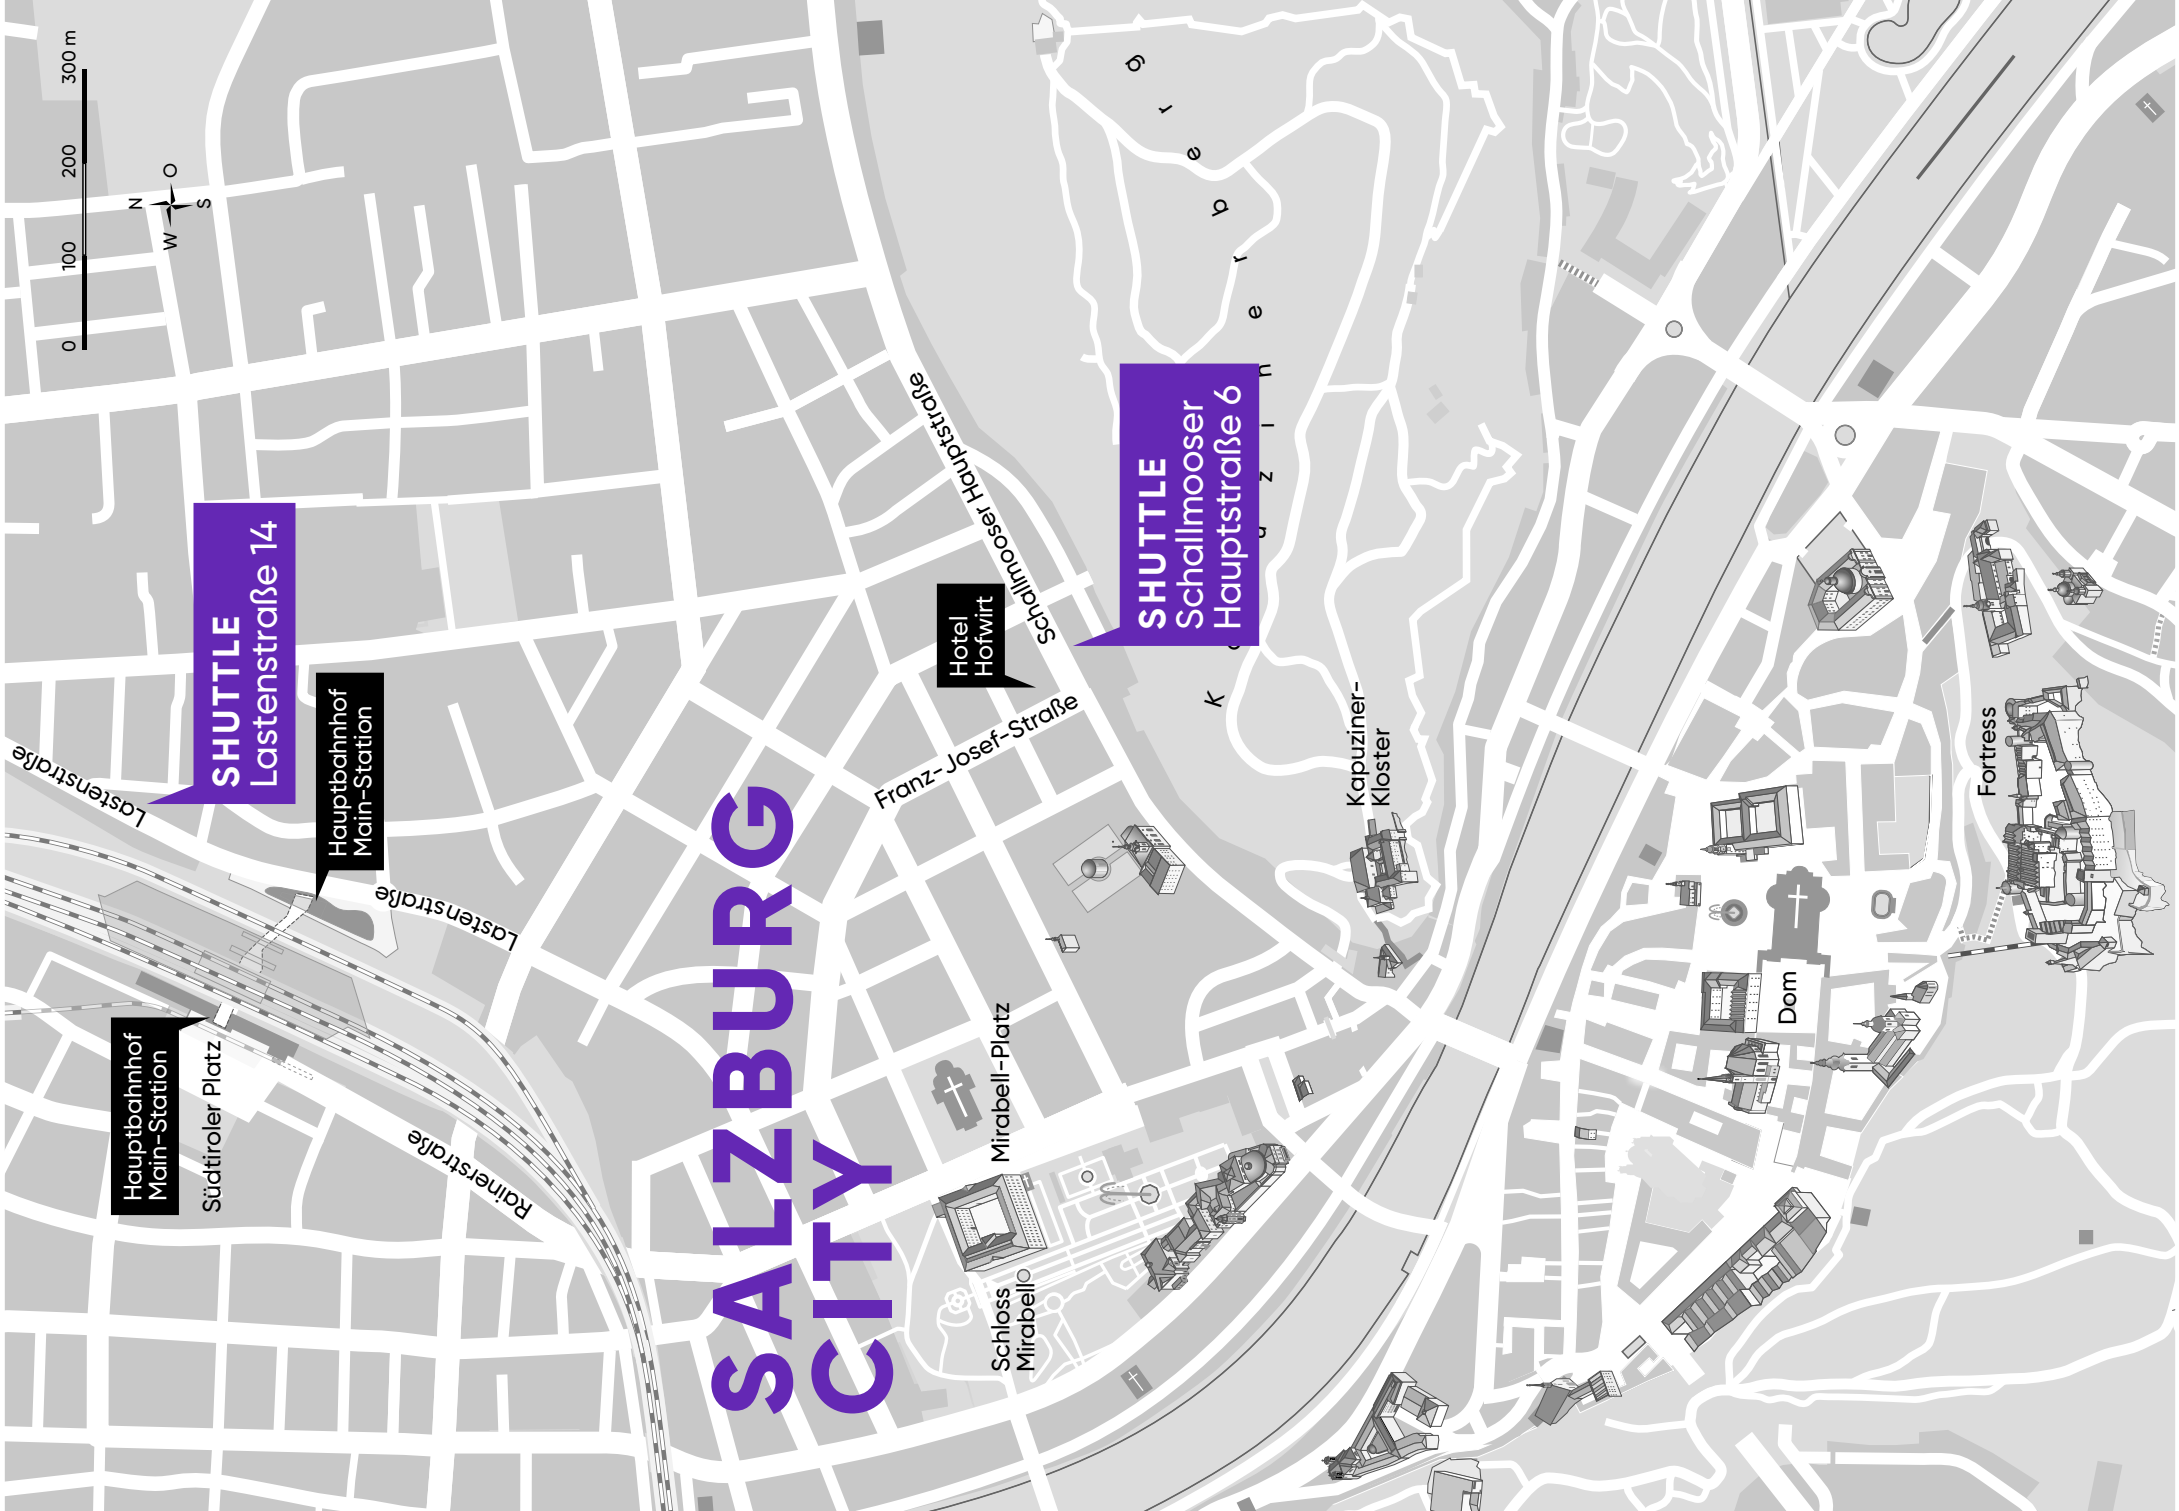 SALZBURG
CITY
0 100 200 300 m
N
O
S
W
SHUTTLE
Lastenstraße 14
Hauptbahnhof
Main-Station
Lastenstraße
Lastenstraße
Hauptbahnhof
Main-Station
Südtiroler Platz
Rainerstraße
Schallmooser Hauptstraße
Hotel
Hofwirt
SHUTTLE
Schallmooser
Hauptstraße 6
Franz-Josef-Straße
Mirabell-Platz
Schloss
Mirabell
Kapuzinerberg
Kapuziner-
Kloster
Dom
Fortress